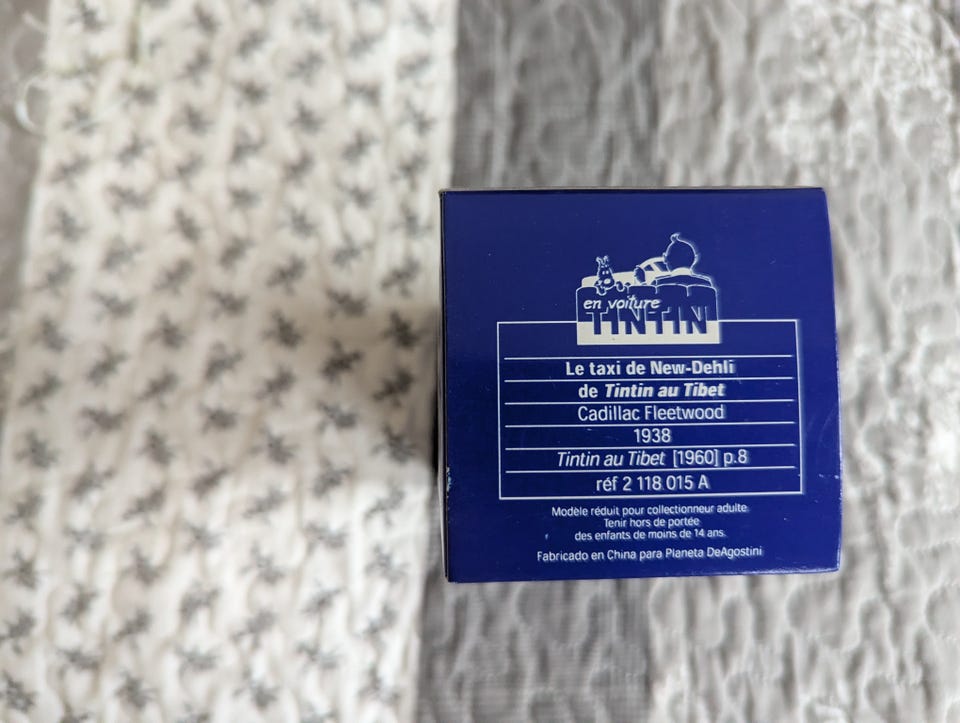 en voiture
TINTIN
Le taxi de New-Dehli
de Tintin au Tibet
Cadillac Fleetwood
1938
Tintin au Tibet [1960] p.8
réf 2 118 015 A
Modèle réduit pour collectionneur adulte.
Tenir hors de portée
des enfants de moins de 14 ans.
Fabricado en China para Planeta DeAgostini